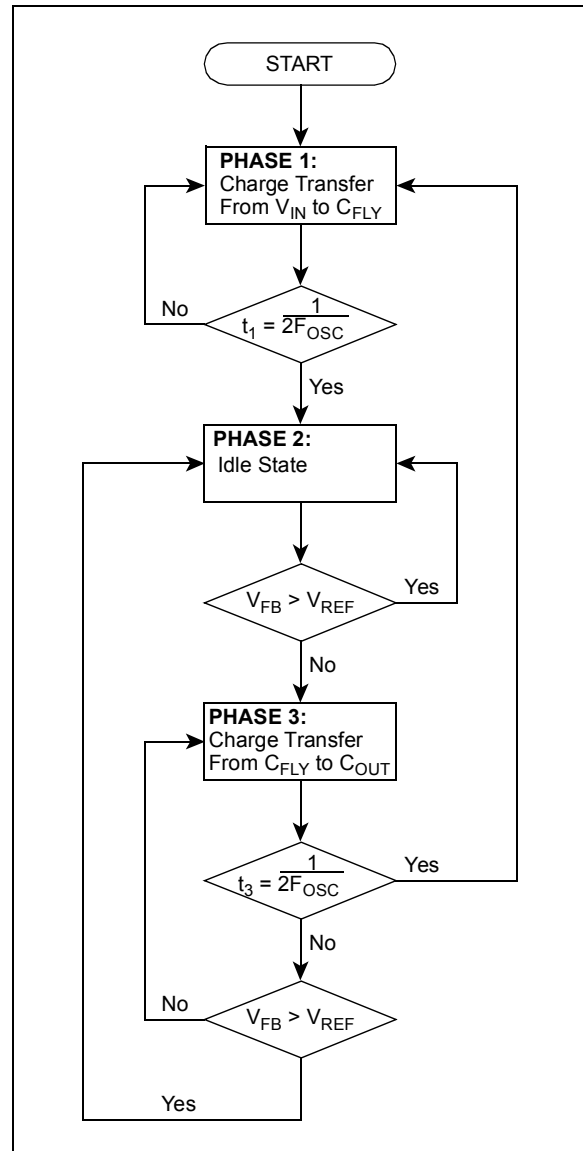 START
PHASE 1:
Charge Transfer
From V_IN to C_FLY
No
t_1 = 1/2F_OSC
Yes
PHASE 2:
Idle State
V_FB > V_REF
Yes
No
PHASE 3:
Charge Transfer
From C_FLY to C_OUT
t_3 = 1/2F_OSC
Yes
No
No
V_FB > V_REF
Yes